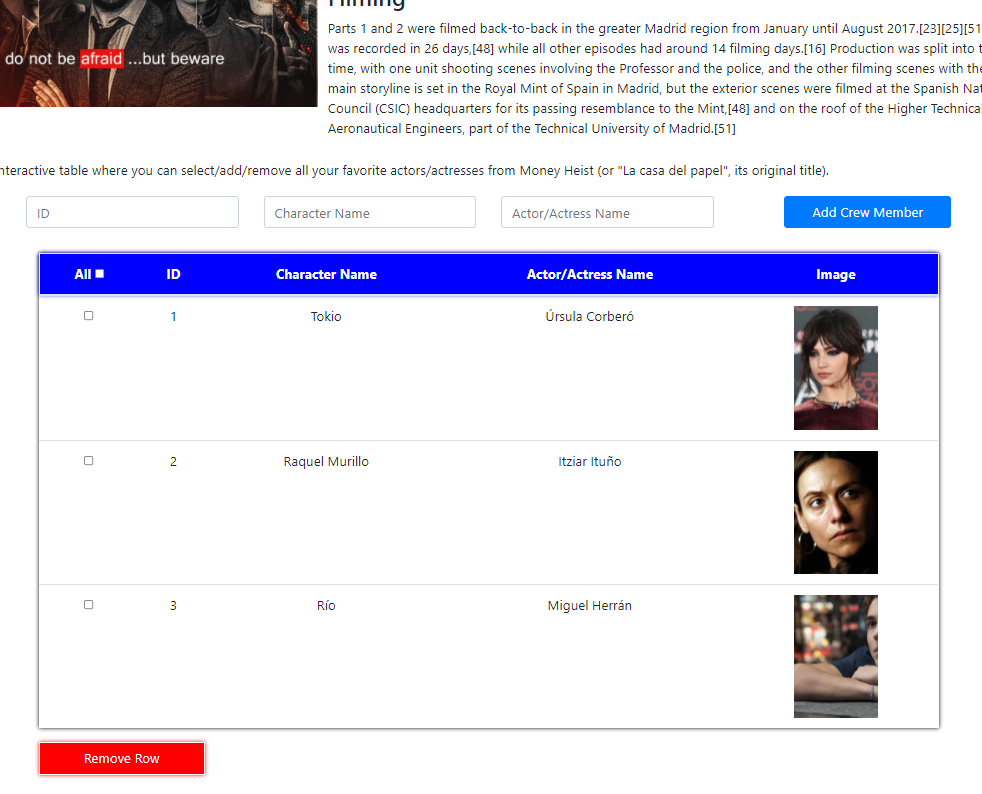 Filming
do not be afraid ...but beware
Parts 1 and 2 were filmed back-to-back in the greater Madrid region from January until August 2017.[23][25][51
was recorded in 26 days,[48] while all other episodes had around 14 filming days.[16] Production was split into t
time, with one unit shooting scenes involving the Professor and the police, and the other filming scenes with the
main storyline is set in the Royal Mint of Spain in Madrid, but the exterior scenes were filmed at the Spanish Nat
Council (CSIC) headquarters for its passing resemblance to the Mint,[48] and on the roof of the Higher Technica
Aeronautical Engineers, part of the Technical University of Madrid.[51]
nteractive table where you can select/add/remove all your favorite actors/actresses from Money Heist (or "La casa del papel", its original title).
ID Character Name Actor/Actress Name Add Crew Member
All ID Character Name Actor/Actress Name Image
1 Tokio Úrsula Corberó
2 Raquel Murillo Itziar Ituño
3 Río Miguel Herrán
Remove Row